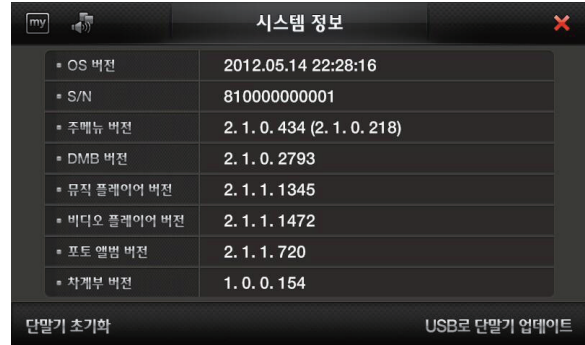 my
시스템 정보
OS 버전 2012.05.14 22:28:16
S/N 810000000001
주메뉴 버전 2. 1. 0. 434 (2. 1. 0. 218)
DMB 버전 2. 1. 0. 2793
뮤직 플레이어 버전 2. 1. 1. 1345
비디오 플레이어 버전 2. 1. 1. 1472
포토 앨범 버전 2. 1. 1. 720
차계부 버전 1. 0. 0. 154
단말기 초기화
USB로 단말기 업데이트